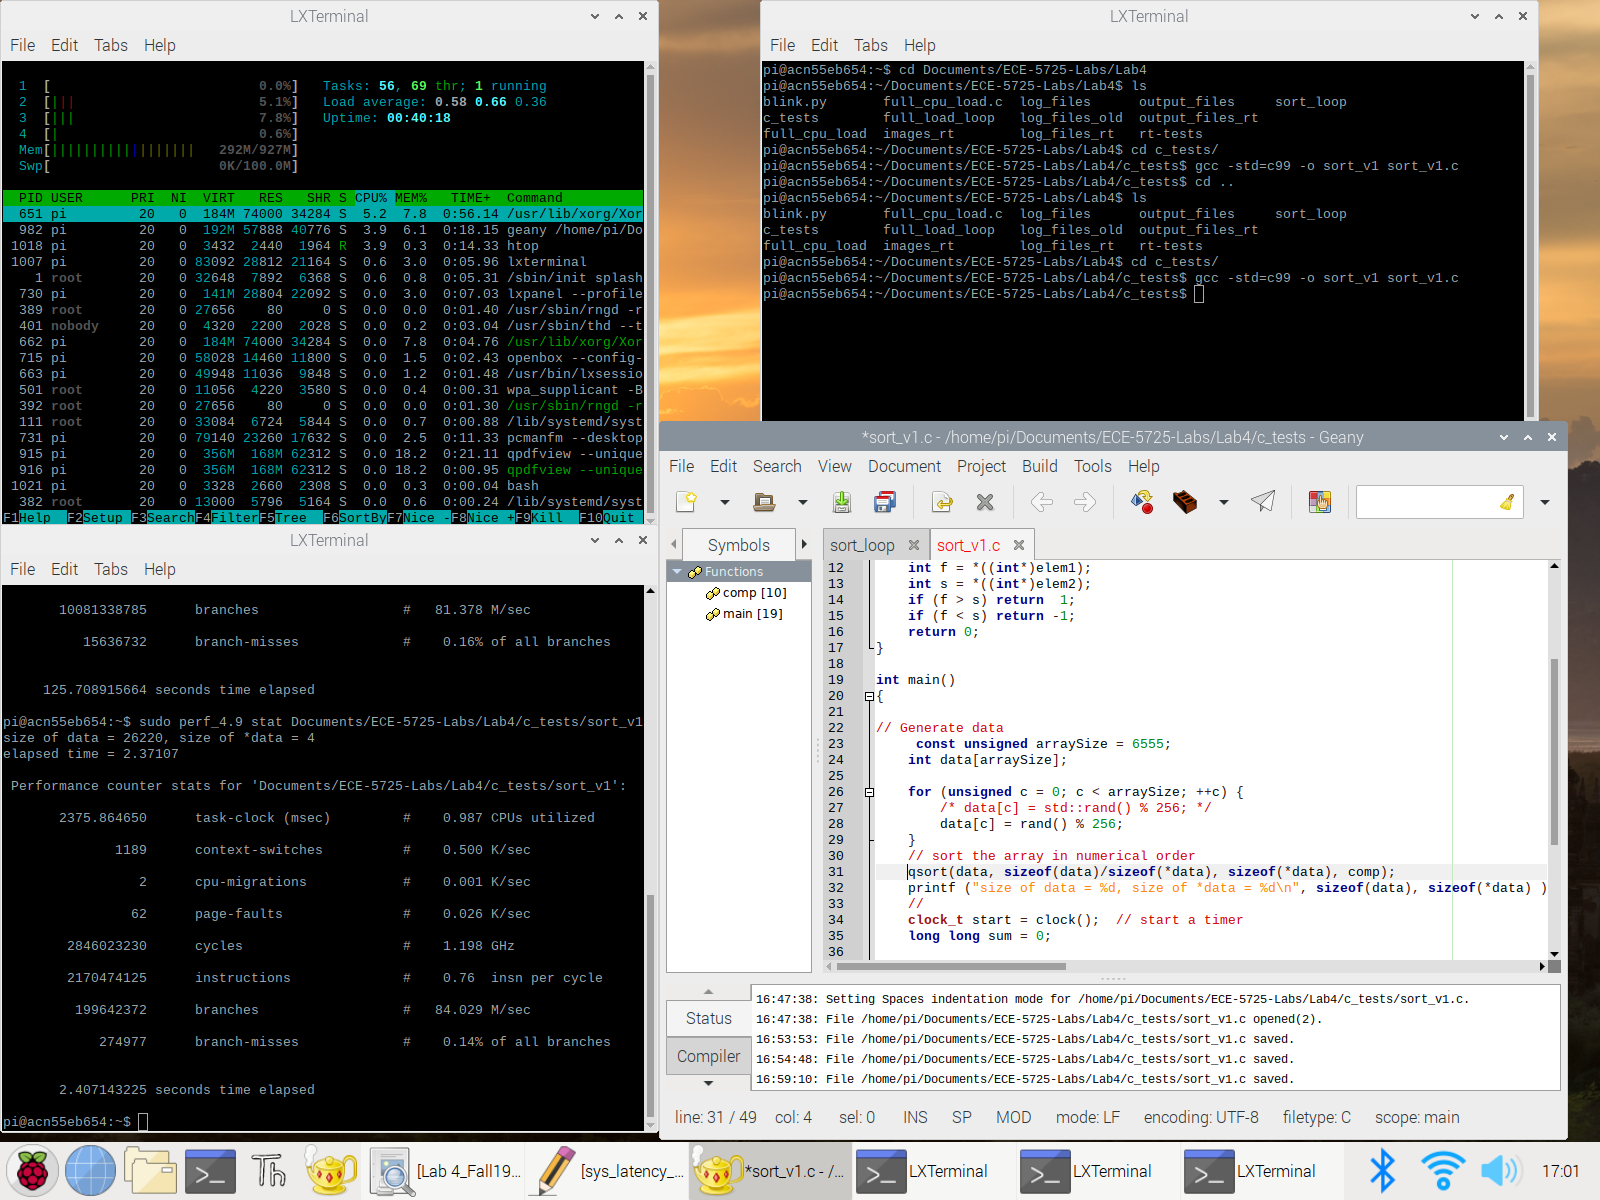 LXTerminal
File Edit Tabs Help
1 [ 0.0%] Tasks: 56, 69 thr; 1 running
2 [||| 5.1%] Load average: 0.58 0.66 0.36
3 [||| 7.8%] Uptime: 00:40:18
4 [| 0.6%]
Mem[|||||||||||||||||| 292M/927M]
Swp[ 0K/100.0M]
PID USER PRI NI VIRT RES SHR S CPU% MEM% TIME+ Command
651 pi 20 0 184M 74000 34284 S 5.2 7.8 0:56.14 /usr/lib/xorg/Xor
982 pi 20 0 192M 57888 40776 S 3.9 6.1 0:18.15 geany /home/pi/Do
1018 pi 20 0 3432 2440 1964 R 3.9 0.3 0:14.33 htop
1007 pi 20 0 83092 28812 21164 S 0.6 3.0 0:05.96 lxterminal
1 root 20 0 32648 7892 6368 S 0.6 0.8 0:05.31 /sbin/init splash
730 pi 20 0 141M 28804 22092 S 0.0 3.0 0:07.03 lxpanel --profile
389 root 20 0 27656 80 0 S 0.0 0.0 0:01.40 /usr/sbin/rngd -r
401 nobody 20 0 4320 2200 2028 S 0.0 0.2 0:03.04 /usr/sbin/thd --t
662 pi 20 0 184M 74000 34284 S 0.0 7.8 0:04.76 /usr/lib/xorg/Xor
715 pi 20 0 58028 14460 11800 S 0.0 1.5 0:02.43 openbox --config-
663 pi 20 0 49948 11036 9848 S 0.0 1.2 0:01.48 /usr/bin/lxsessio
501 root 20 0 11056 4220 3580 S 0.0 0.4 0:00.31 wpa_supplicant -B
392 root 20 0 27656 80 0 S 0.0 0.0 0:01.30 /usr/sbin/rngd -r
111 root 20 0 33084 6724 5844 S 0.0 0.7 0:00.88 /lib/systemd/syst
731 pi 20 0 79140 23260 17632 S 0.0 2.5 0:11.33 pcmanfm --desktop
915 pi 20 0 356M 168M 62312 S 0.0 18.2 0:21.11 qpdfview --unique
916 pi 20 0 356M 168M 62312 S 0.0 18.2 0:00.95 qpdfview --unique
1021 pi 20 0 3328 2660 2308 S 0.0 0.3 0:00.04 bash
382 root 20 0 13000 5796 5164 S 0.0 0.6 0:00.24 /lib/systemd/syst
F1Help F2Setup F3SearchF4FilterF5Tree F6SortByF7Nice -F8Nice +F9Kill F10Quit
LXTerminal
File Edit Tabs Help
pi@acn55eb654:~$ cd Documents/ECE-5725-Labs/Lab4
pi@acn55eb654:~/Documents/ECE-5725-Labs/Lab4$ ls
blink.py full_cpu_load.c log_files output_files sort_loop
c_tests full_load_loop log_files_old output_files_rt
full_cpu_load images_rt log_files_rt rt-tests
pi@acn55eb654:~/Documents/ECE-5725-Labs/Lab4$ cd c_tests/
pi@acn55eb654:~/Documents/ECE-5725-Labs/Lab4/c_tests$ gcc -std=c99 -o sort_v1 sort_v1.c
pi@acn55eb654:~/Documents/ECE-5725-Labs/Lab4/c_tests$ cd ..
pi@acn55eb654:~/Documents/ECE-5725-Labs/Lab4$ ls
blink.py full_cpu_load.c log_files output_files sort_loop
c_tests full_load_loop log_files_old output_files_rt
full_cpu_load images_rt log_files_rt rt-tests
pi@acn55eb654:~/Documents/ECE-5725-Labs/Lab4$ cd c_tests/
pi@acn55eb654:~/Documents/ECE-5725-Labs/Lab4/c_tests$ gcc -std=c99 -o sort_v1 sort_v1.c
pi@acn55eb654:~/Documents/ECE-5725-Labs/Lab4/c_tests$
LXTerminal
File Edit Tabs Help
10081338785 branches # 81.378 M/sec
15636732 branch-misses # 0.16% of all branches
125.708915664 seconds time elapsed
pi@acn55eb654:~$ sudo perf_4.9 stat Documents/ECE-5725-Labs/Lab4/c_tests/sort_v1
size of data = 26220, size of *data = 4
elapsed time = 2.37107
Performance counter stats for 'Documents/ECE-5725-Labs/Lab4/c_tests/sort_v1':
2375.864650 task-clock (msec) # 0.987 CPUs utilized
1189 context-switches # 0.500 K/sec
2 cpu-migrations # 0.001 K/sec
62 page-faults # 0.026 K/sec
2846023230 cycles # 1.198 GHz
2170474125 instructions # 0.76 insn per cycle
199642372 branches # 84.029 M/sec
274977 branch-misses # 0.14% of all branches
2.407143225 seconds time elapsed
pi@acn55eb654:~$
*sort_v1.c - /home/pi/Documents/ECE-5725-Labs/Lab4/c_tests - Geany
File Edit Search View Document Project Build Tools Help
Symbols
Functions
comp [10]
main [19]
sort_loop
sort_v1.c
12 int f = *((int*)elem1);
13 int s = *((int*)elem2);
14 if (f > s) return 1;
15 if (f < s) return -1;
16 return 0;
17 }
18
19 int main()
20 {
21
22 // Generate data
23 const unsigned arraySize = 6555;
24 int data[arraySize];
25
26 for (unsigned c = 0; c < arraySize; ++c) {
27 /* data[c] = std::rand() % 256; */
28 data[c] = rand() % 256;
29 }
30 // sort the array in numerical order
31 qsort(data, sizeof(data)/sizeof(*data), sizeof(*data), comp);
32 printf ("size of data = %d, size of *data = %d\n", sizeof(data), sizeof(*data) )
33 //
34 clock_t start = clock(); // start a timer
35 long long sum = 0;
36
Status
Compiler
16:47:38: Setting Spaces indentation mode for /home/pi/Documents/ECE-5725-Labs/Lab4/c_tests/sort_v1.c.
16:47:38: File /home/pi/Documents/ECE-5725-Labs/Lab4/c_tests/sort_v1.c opened(2).
16:53:53: File /home/pi/Documents/ECE-5725-Labs/Lab4/c_tests/sort_v1.c saved.
16:54:48: File /home/pi/Documents/ECE-5725-Labs/Lab4/c_tests/sort_v1.c saved.
16:59:10: File /home/pi/Documents/ECE-5725-Labs/Lab4/c_tests/sort_v1.c saved.
line: 31 / 49 col: 4 sel: 0 INS SP MOD mode: LF encoding: UTF-8 filetype: C scope: main
Th [Lab 4_Fall19... [sys_latency_... *sort_v1.c - /... LXTerminal LXTerminal LXTerminal 17:01